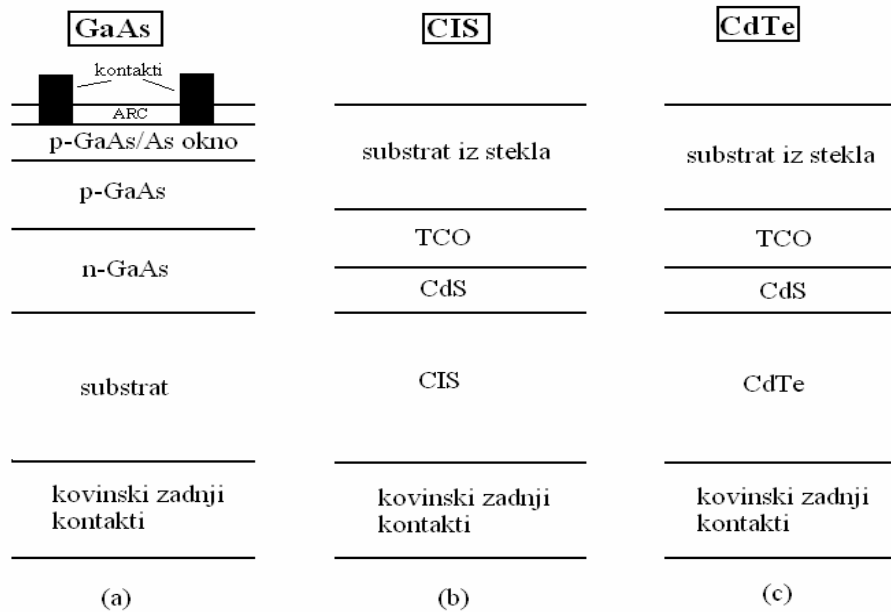 GaAs
kontakti
ARC
p-GaAs/As okno
p-GaAs
n-GaAs
substrat
kovinski zadnji
kontakti
(a)
CIS
substrat iz stekla
TCO
CdS
CIS
kovinski zadnji
kontakti
(b)
CdTe
substrat iz stekla
TCO
CdS
CdTe
kovinski zadnji
kontakti
(c)